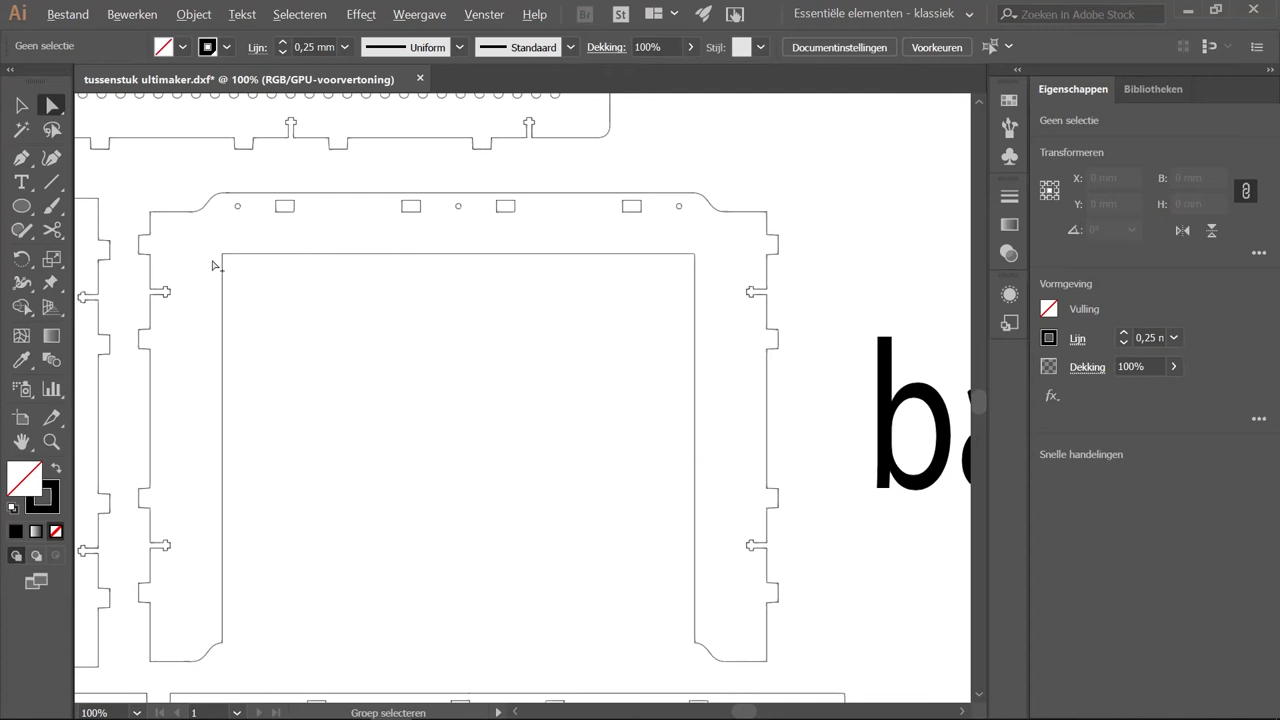 Ai Bestand Bewerken Object Tekst Selecteren Effect Weergave Venster Help Br St Essentiële elementen - klassiek Zoeken in Adobe Stock
Geen selectie Lijn: 0,25 mm Uniform Standaard Dekking: 100% Stijl: Documentinstellingen Voorkeuren
tussenstuk ultimaker.dxf* @ 100% (RGB/GPU-voorvertoning)
Eigenschappen Bibliotheken
Geen selectie
Transformeren
X: 0 mm B: 0 mm
Y: 0 mm H: 0 mm
0°
Vormgeving
Vulling
Lijn 0,25 n
Dekking 100%
fx.
Snelle handelingen
ba
100% 1 Groep selecteren